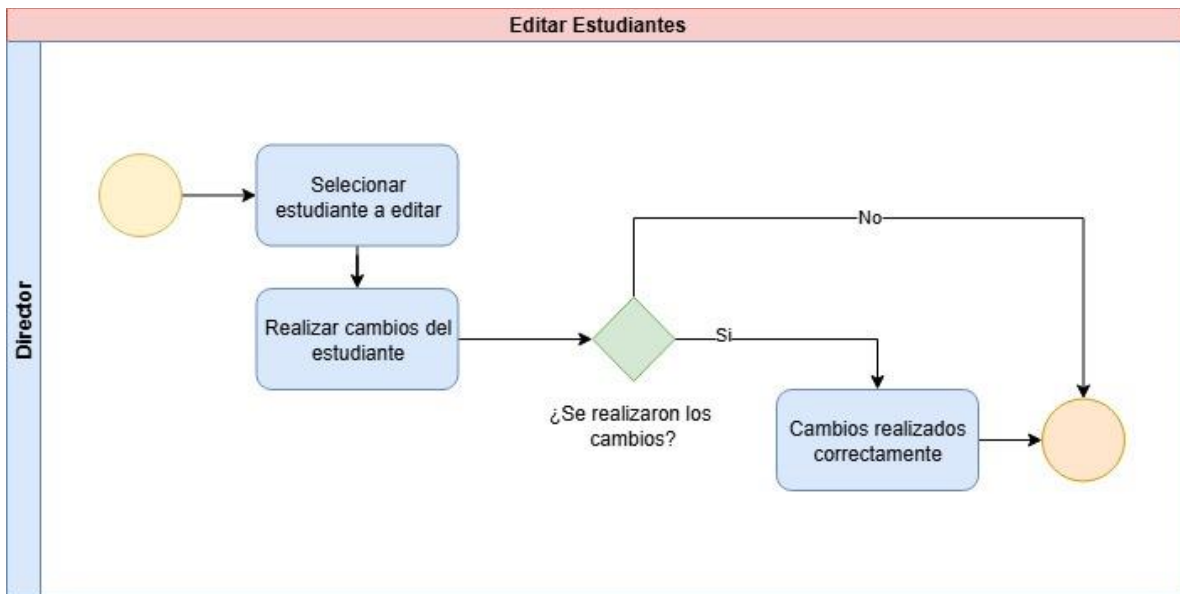 Editar Estudiantes
Director
Selecionar
estudiante a editar
Realizar cambios del
estudiante
¿Se realizaron los
cambios?
No
Si
Cambios realizados
correctamente